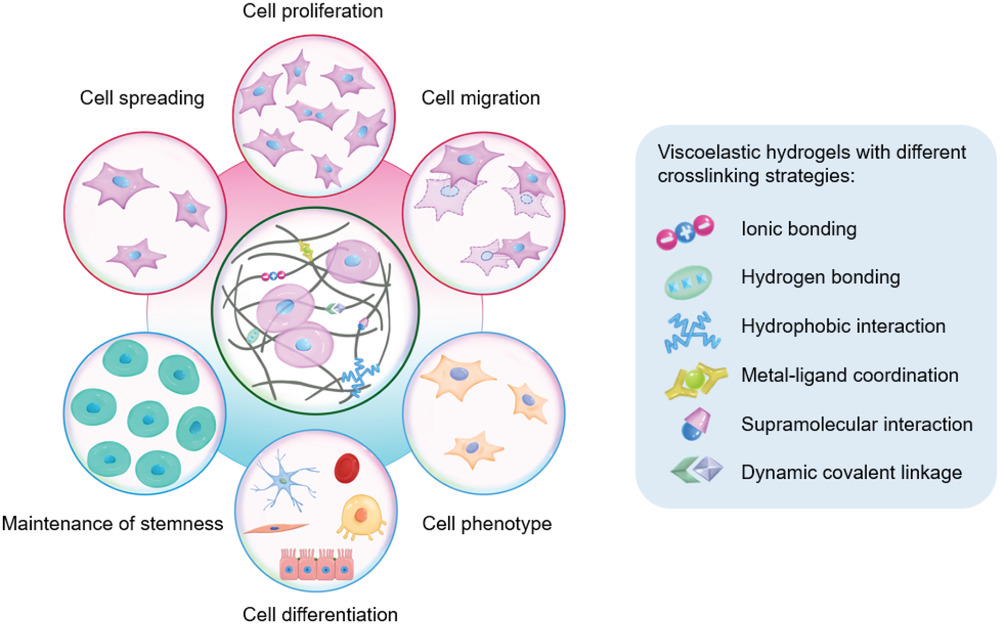 Cell proliferation
Cell spreading
Cell migration
Maintenance of stemness
Cell phenotype
Cell differentiation
Viscoelastic hydrogels with different
crosslinking strategies:
Ionic bonding
Hydrogen bonding
Hydrophobic interaction
Metal-ligand coordination
Supramolecular interaction
Dynamic covalent linkage